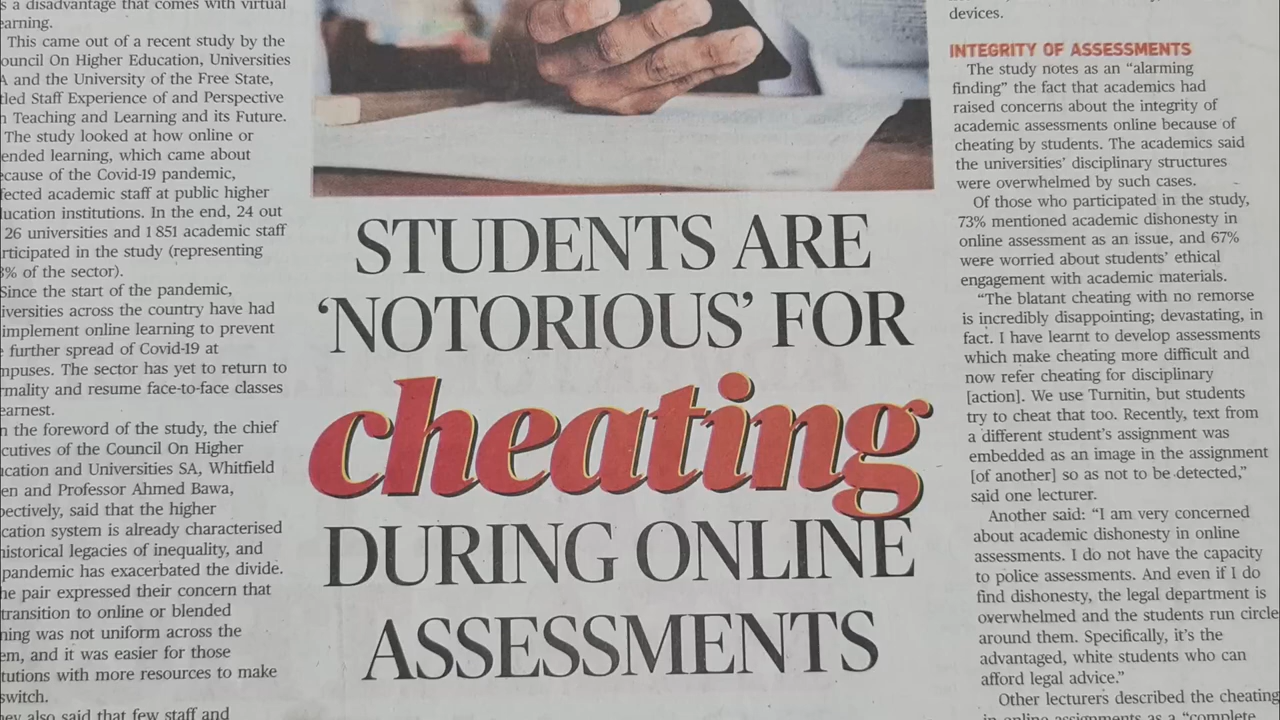 s a disadvantage that comes with virtual
earning.
This came out of a recent study by the
ouncil On Higher Education, Universities
A and the University of the Free State,
tled Staff Experience of and Perspective
n Teaching and Learning and its Future.
The study looked at how online or
ended learning, which came about
ecause of the Covid-19 pandemic,
fected academic staff at public higher
lucation institutions. In the end, 24 out
26 universities and 1 851 academic staff
rticipated in the study (representing
% of the sector).
Since the start of the pandemic,
iversities across the country have had
implement online learning to prevent
further spread of Covid-19 at
mpuses. The sector has yet to return to
rmality and resume face-to-face classes
earnest.
n the foreword of the study, the chief
cutives of the Council On Higher
ucation and Universities SA, Whitfield
en and Professor Ahmed Bawa,
pectively, said that the higher
cation system is already characterised
historical legacies of inequality, and
pandemic has exacerbated the divide.
he pair expressed their concern that
transition to online or blended
ning was not uniform across the
em, and it was easier for those
tutions with more resources to make
switch.
ey also said that few staff and
STUDENTS ARE
‘NOTORIOUS’ FOR
cheating
DURING ONLINE
ASSESSMENTS
devices.
INTEGRITY OF ASSESSMENTS
The study notes as an “alarming
finding” the fact that academics had
raised concerns about the integrity of
academic assessments online because of
cheating by students. The academics said
the universities’ disciplinary structures
were overwhelmed by such cases.
Of those who participated in the study,
73% mentioned academic dishonesty in
online assessment as an issue, and 67%
were worried about students’ ethical
engagement with academic materials.
“The blatant cheating with no remorse
is incredibly disappointing; devastating, in
fact. I have learnt to develop assessments
which make cheating more difficult and
now refer cheating for disciplinary
[action]. We use Turnitin, but students
try to cheat that too. Recently, text from
a different student’s assignment was
embedded as an image in the assignment
[of another] so as not to be detected,”
said one lecturer.
Another said: “I am very concerned
about academic dishonesty in online
assessments. I do not have the capacity
to police assessments. And even if I do
find dishonesty, the legal department is
overwhelmed and the students run circle
around them. Specifically, it’s the
advantaged, white students who can
afford legal advice.”
Other lecturers described the cheating
in online assignments as a “complete